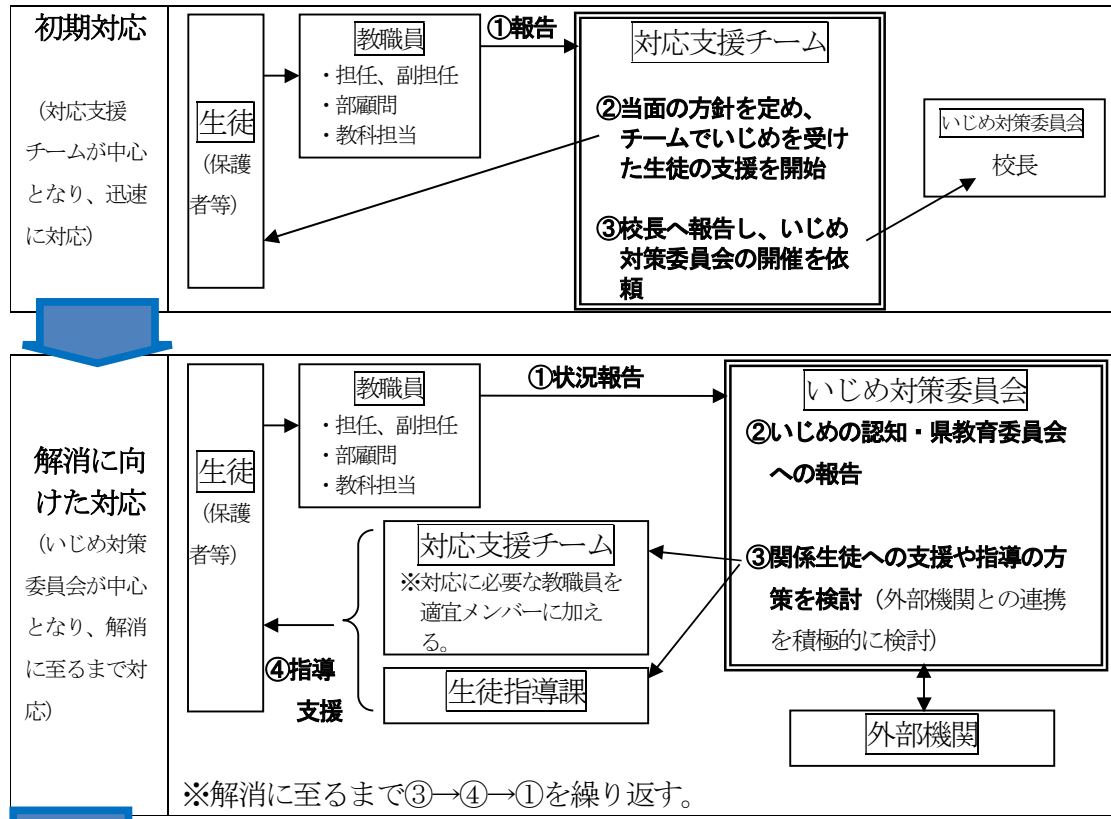 初期対応
（対応支援
チームが中心
となり、迅速
に対応）
生徒
（保護
者等）
教職員
・担任、副担任
・部顧問
・教科担当
①報告
対応支援チーム
②当面の方針を定め、
チームでいじめを受け
た生徒の支援を開始
③校長へ報告し、いじめ
対策委員会の開催を依
頼
いじめ対策委員会
校長
解消に向
けた対応
（いじめ対策
委員会が中心
となり、解消
に至るまで対
応）
生徒
（保護
者等）
教職員
・担任、副担任
・部顧問
・教科担当
①状況報告
いじめ対策委員会
②いじめの認知・県教育委員会
への報告
③関係生徒への支援や指導の方
策を検討（外部機関との連携
を積極的に検討）
対応支援チーム
※対応に必要な教職員を
適宜メンバーに加え
る。
④指導
支援
生徒指導課
外部機関
※解消に至るまで③→④→①を繰り返す。